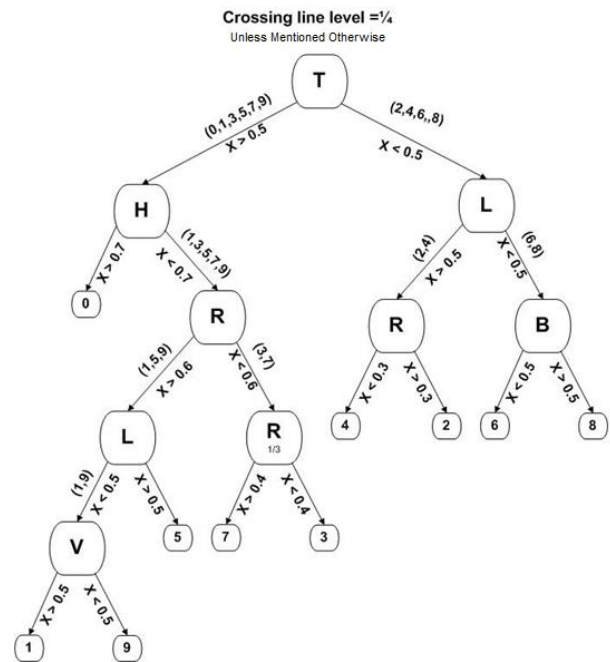 Crossing line level =¼
Unless Mentioned Otherwise
T
(0,1,3,5,7,9)
X > 0.5
(2,4,6,,8)
X < 0.5
H
L
X > 0.7
(1,3,5,7,9)
X < 0.7
(2,4)
X > 0.5
(6,8)
X < 0.5
0
R
R
B
(1,5,9)
X > 0.6
(3,7)
X < 0.6
X < 0.3
X > 0.3
X < 0.5
X > 0.5
L
R
1/3
4
2
6
8
(1,9)
X < 0.5
X > 0.5
X > 0.4
X < 0.4
V
5
7
3
X > 0.5
X < 0.5
1
9